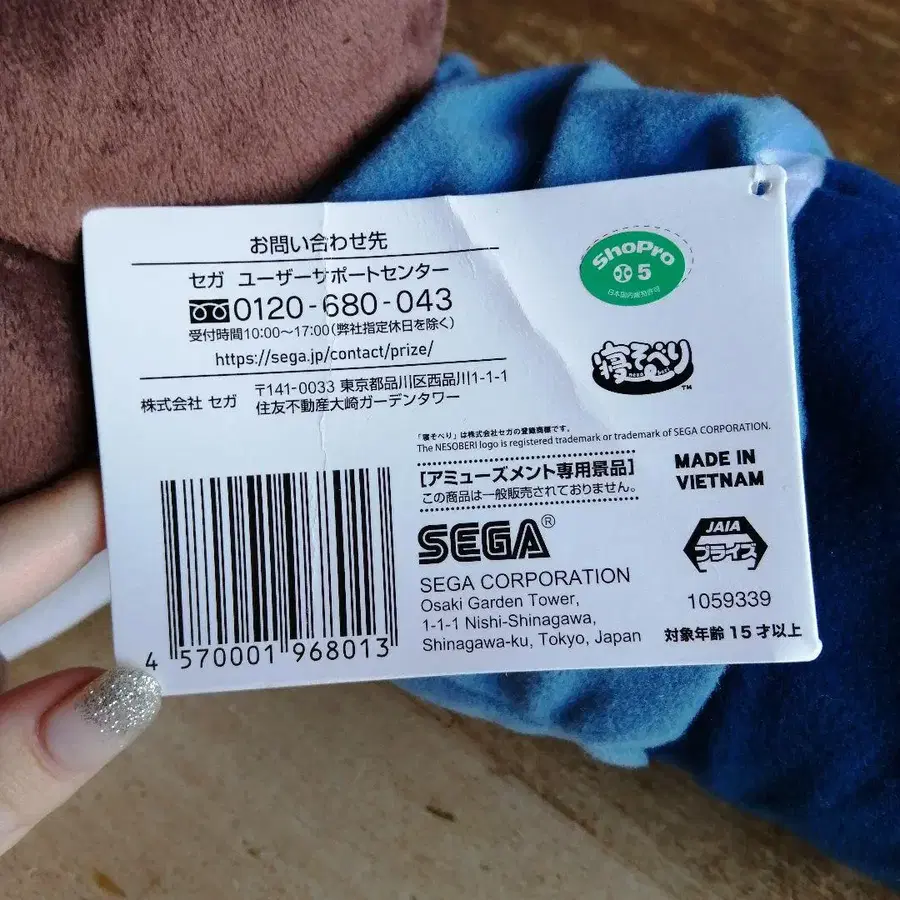 お問い合わせ先
セガ ユーザーサポートセンター
0120-680-043
受付時間10:00～17:00(弊社指定休日を除く)
https://sega.jp/contact/prize/
株式会社 セガ
〒141-0033 東京都品川区西品川1-1-1
住友不動産大崎ガーデンタワー
ShoPro
5
日本国内販売許可
寝そべり
TM
「寝そべり」は株式会社セガの登録商標です。
The NESOBERI logo is registered trademark or trademark of SEGA CORPORATION.
[アミューズメント専用景品]
この商品は一般販売されておりません。
MADE IN
VIETNAM
SEGA®
SEGA CORPORATION
Osaki Garden Tower,
1-1-1 Nishi-Shinagawa,
Shinagawa-ku, Tokyo, Japan
JAIA
プライズ
1059339
対象年齢 15 才以上
4 570001 968013